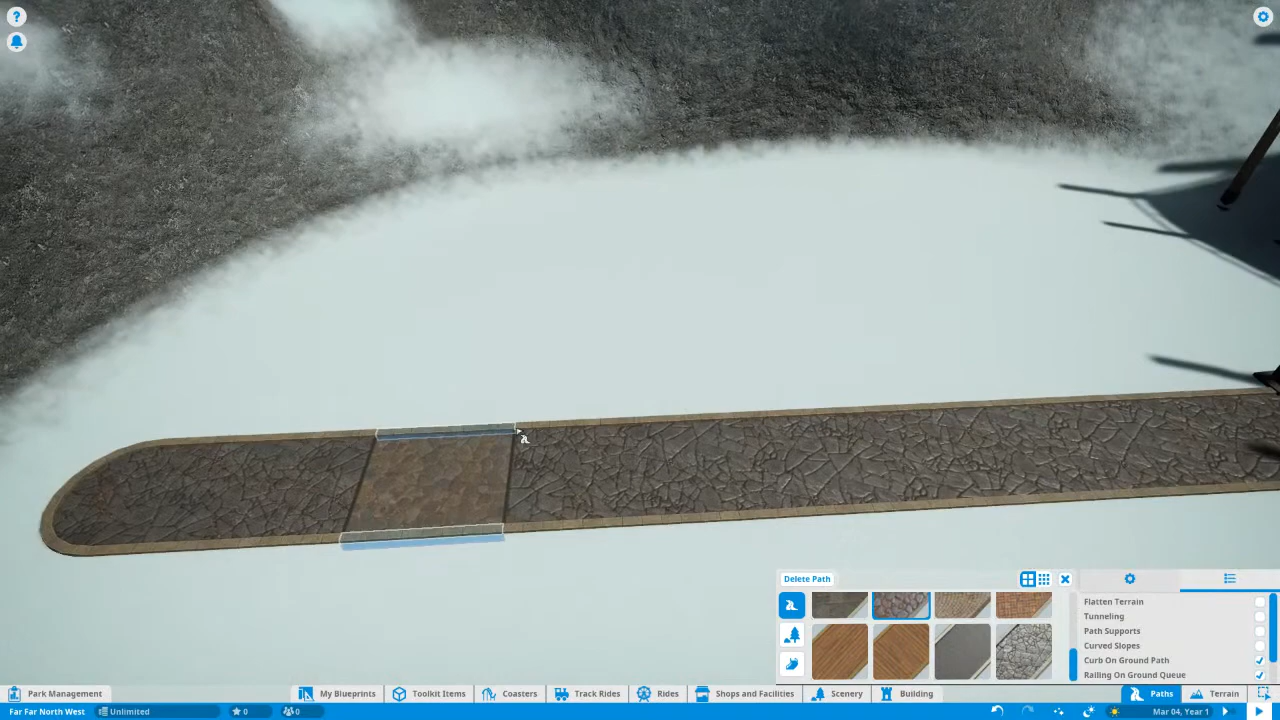 ?
Delete Path
Flatten Terrain
Tunneling
Path Supports
Curved Slopes
Curb On Ground Path
Railing On Ground Queue
Park Management
My Blueprints
Toolkit Items
Coasters
Track Rides
Rides
Shops and Facilities
Scenery
Building
Paths
Terrain
Far Far North West
Unlimited
0
0
Mar 04, Year 1